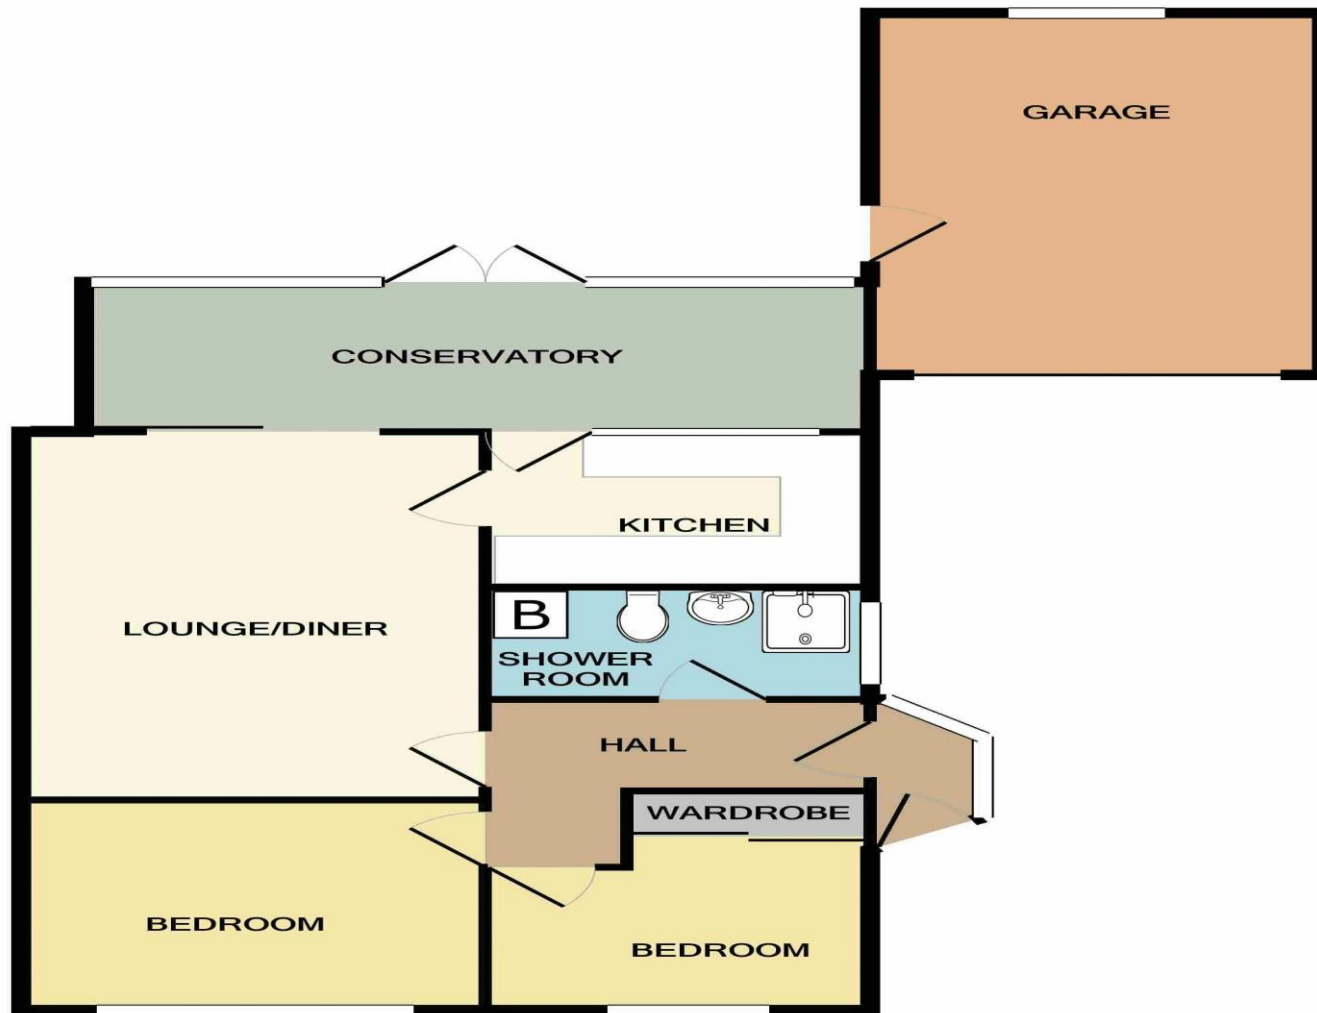 GARAGE
CONSERVATORY
KITCHEN
LOUNGE/DINER
B
SHOWER
ROOM
HALL
WARDROBE
BEDROOM
BEDROOM